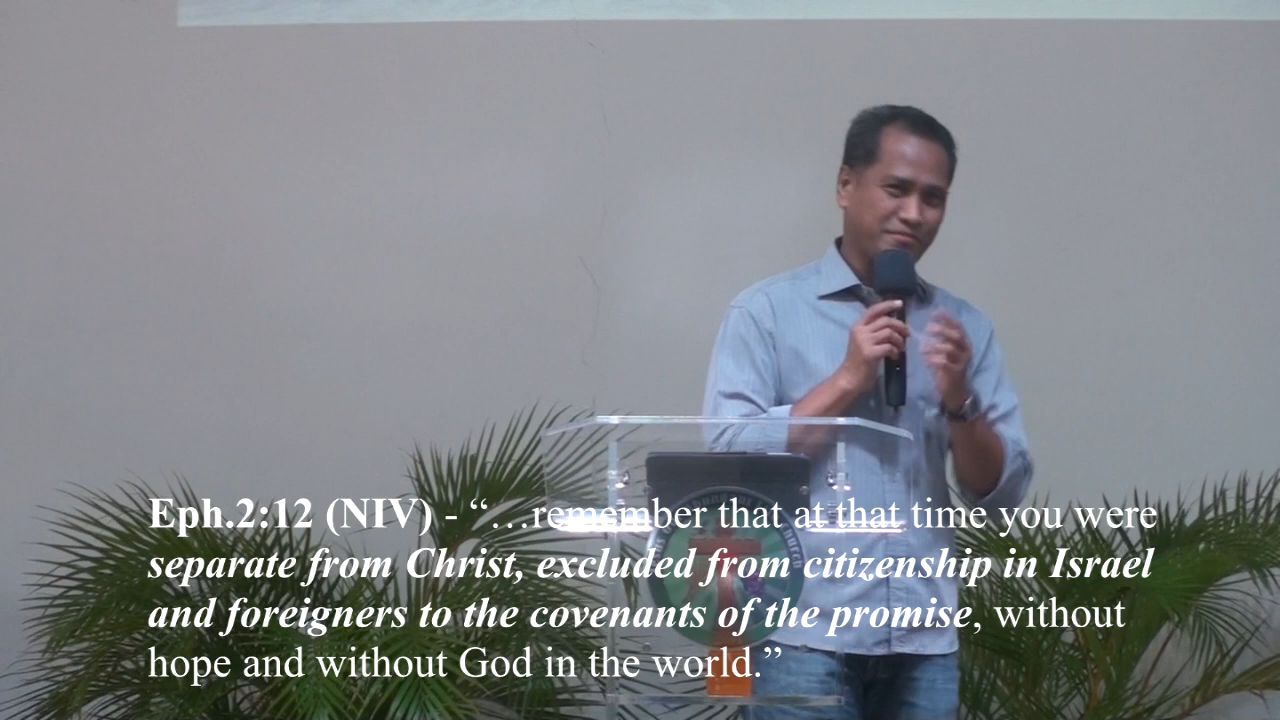 Eph.2:12 (NIV) - “…remember that at that time you were
separate from Christ, excluded from citizenship in Israel
and foreigners to the covenants of the promise, without
hope and without God in the world.”